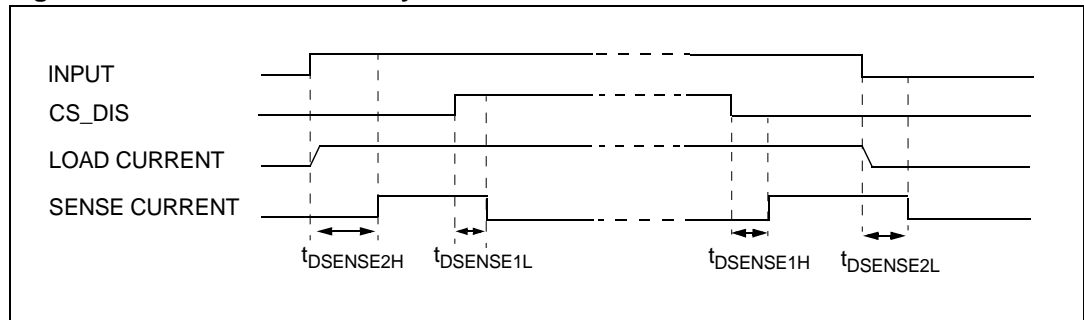 INPUT
CS_DIS
LOAD CURRENT
SENSE CURRENT
tDSENSE2H tDSENSE1L tDSENSE1H tDSENSE2L